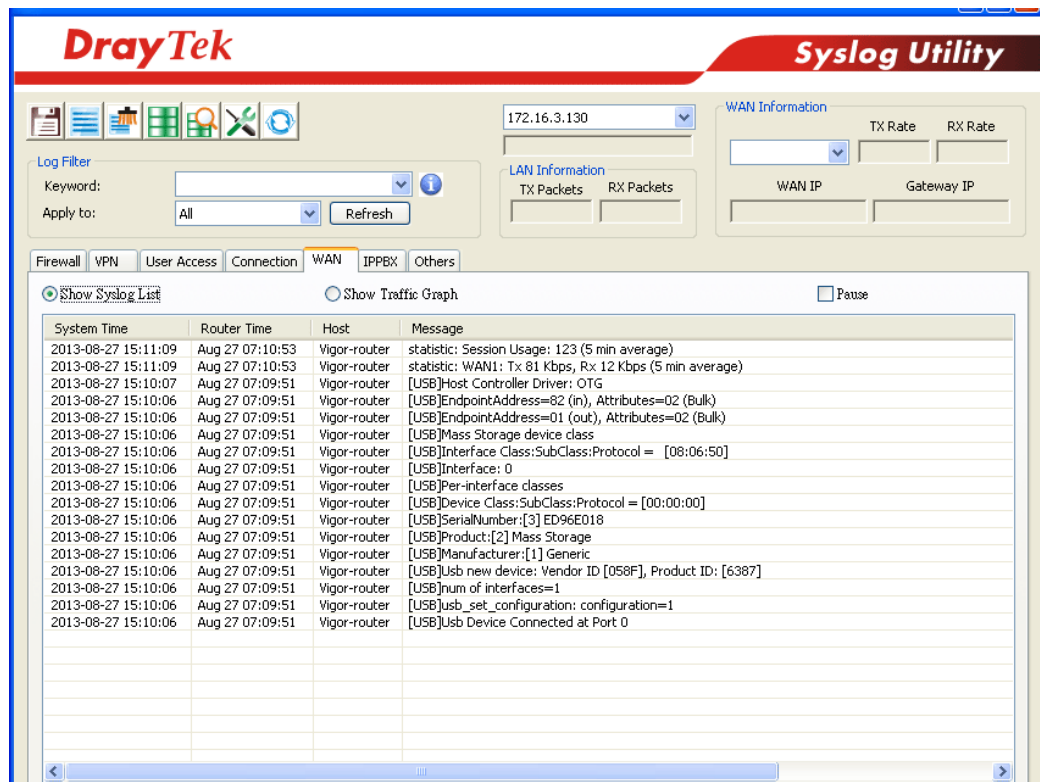 DrayTek
Syslog Utility
172.16.3.130
WAN Information
TX Rate RX Rate
Log Filter
Keyword:
LAN Information
TX Packets RX Packets
WAN IP Gateway IP
Apply to: All Refresh
Firewall VPN User Access Connection WAN IPPBX Others
Show Syslog List Show Traffic Graph Pause
System Time Router Time Host Message
2013-08-27 15:11:09 Aug 27 07:10:53 Vigor-router statistic: Session Usage: 123 (5 min average)
2013-08-27 15:11:09 Aug 27 07:10:53 Vigor-router statistic: WAN1: Tx 81 Kbps, Rx 12 Kbps (5 min average)
2013-08-27 15:10:07 Aug 27 07:09:51 Vigor-router [USB]Host Controller Driver: OTG
2013-08-27 15:10:06 Aug 27 07:09:51 Vigor-router [USB]EndpointAddress=82 (in), Attributes=02 (Bulk)
2013-08-27 15:10:06 Aug 27 07:09:51 Vigor-router [USB]EndpointAddress=01 (out), Attributes=02 (Bulk)
2013-08-27 15:10:06 Aug 27 07:09:51 Vigor-router [USB]Mass Storage device class
2013-08-27 15:10:06 Aug 27 07:09:51 Vigor-router [USB]Interface Class:SubClass:Protocol = [08:06:50]
2013-08-27 15:10:06 Aug 27 07:09:51 Vigor-router [USB]Interface: 0
2013-08-27 15:10:06 Aug 27 07:09:51 Vigor-router [USB]Per-interface classes
2013-08-27 15:10:06 Aug 27 07:09:51 Vigor-router [USB]Device Class:SubClass:Protocol = [00:00:00]
2013-08-27 15:10:06 Aug 27 07:09:51 Vigor-router [USB]SerialNumber:[3] ED96E018
2013-08-27 15:10:06 Aug 27 07:09:51 Vigor-router [USB]Product:[2] Mass Storage
2013-08-27 15:10:06 Aug 27 07:09:51 Vigor-router [USB]Manufacturer:[1] Generic
2013-08-27 15:10:06 Aug 27 07:09:51 Vigor-router [USB]Usb new device: Vendor ID [058F], Product ID: [6387]
2013-08-27 15:10:06 Aug 27 07:09:51 Vigor-router [USB]num of interfaces=1
2013-08-27 15:10:06 Aug 27 07:09:51 Vigor-router [USB]usb_set_configuration: configuration=1
2013-08-27 15:10:06 Aug 27 07:09:51 Vigor-router [USB]Usb Device Connected at Port 0